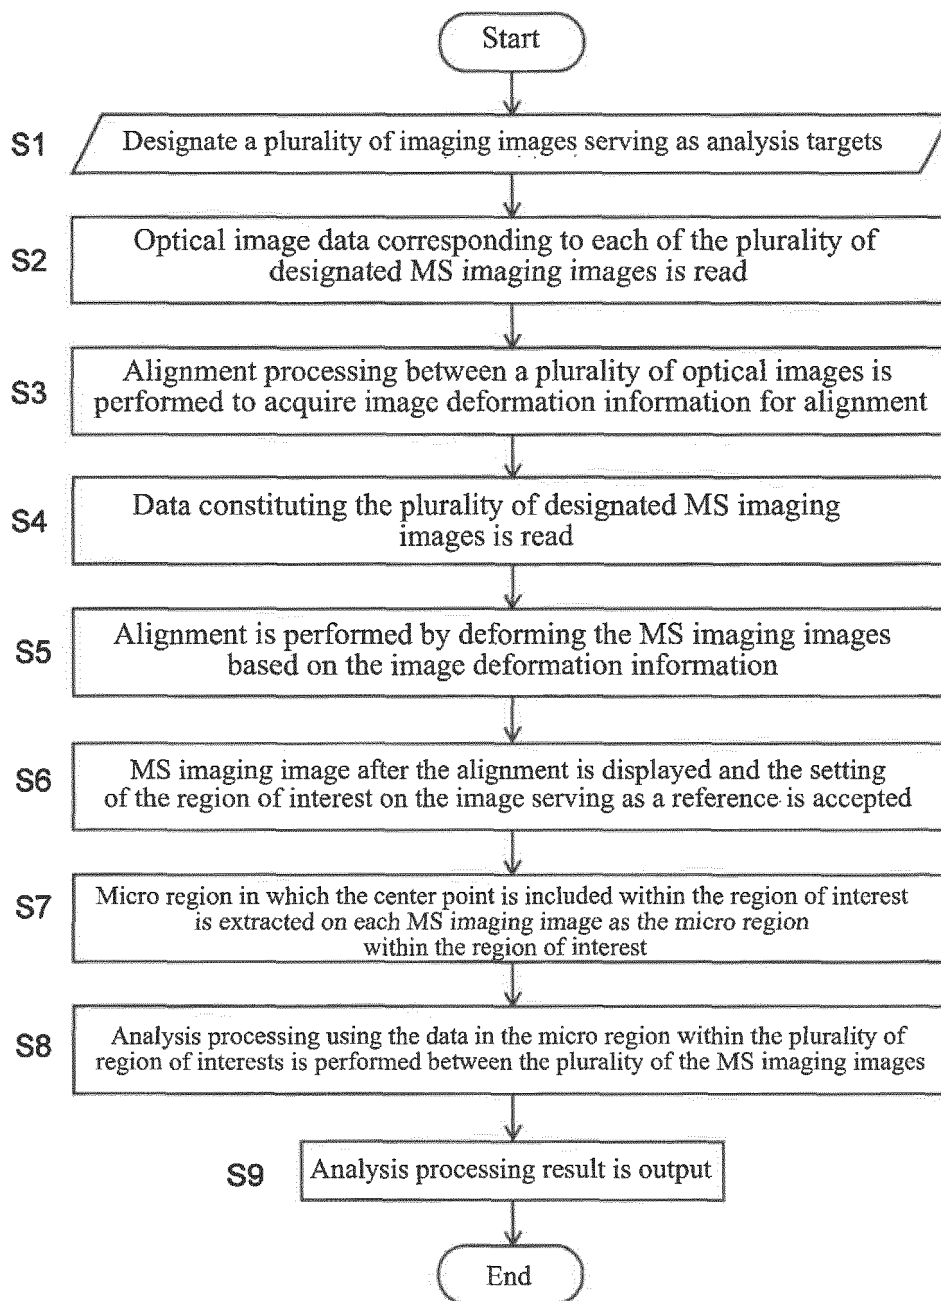 Start
S1
Designate a plurality of imaging images serving as analysis targets
S2
Optical image data corresponding to each of the plurality of
designated MS imaging images is read
S3
Alignment processing between a plurality of optical images is
performed to acquire image deformation information for alignment
S4
Data constituting the plurality of designated MS imaging
images is read
S5
Alignment is performed by deforming the MS imaging images
based on the image deformation information
S6
MS imaging image after the alignment is displayed and the setting
of the region of interest on the image serving as a reference is accepted
S7
Micro region in which the center point is included within the region of interest
is extracted on each MS imaging image as the micro region
within the region of interest
S8
Analysis processing using the data in the micro region within the plurality of
region of interests is performed between the plurality of the MS imaging images
S9
Analysis processing result is output
End